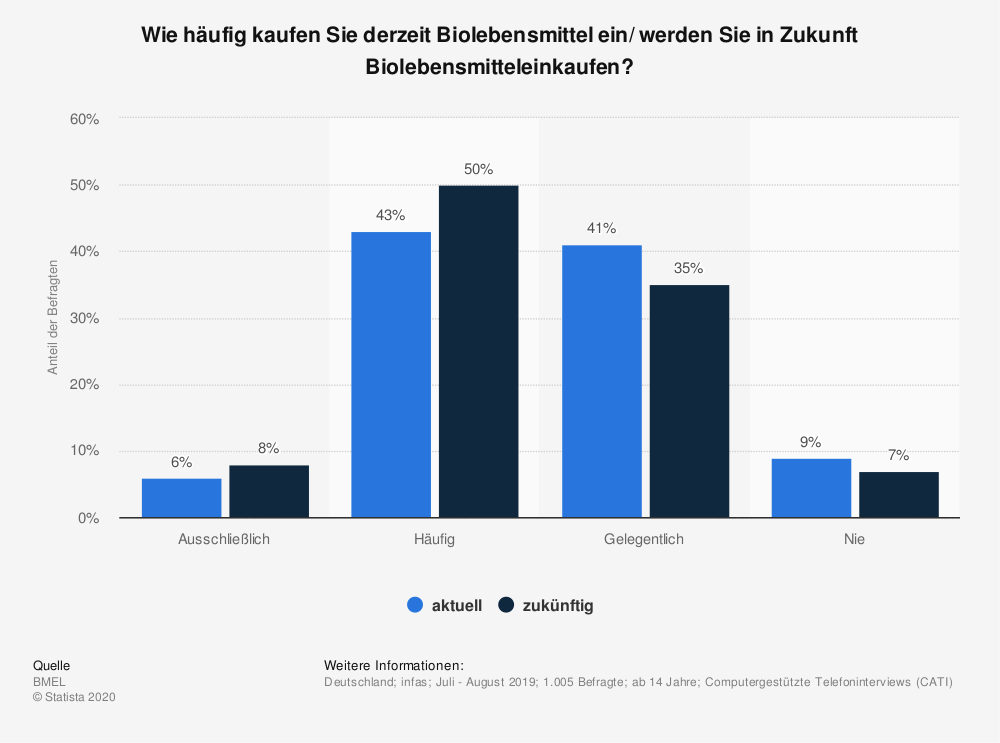 Wie häufig kaufen Sie derzeit Biolebensmittel ein/ werden Sie in Zukunft
Biolebensmitteleinkaufen?
60%
50%
40%
30%
20%
10%
0%
Anteil der Befragten
6%
8%
43%
50%
41%
35%
9%
7%
Ausschließlich
Häufig
Gelegentlich
Nie
aktuell
zukünftig
Quelle
BMEL
© Statista 2020
Weitere Informationen:
Deutschland; infas; Juli - August 2019; 1.005 Befragte; ab 14 Jahre; Computergestützte Telefoninterviews (CATI)